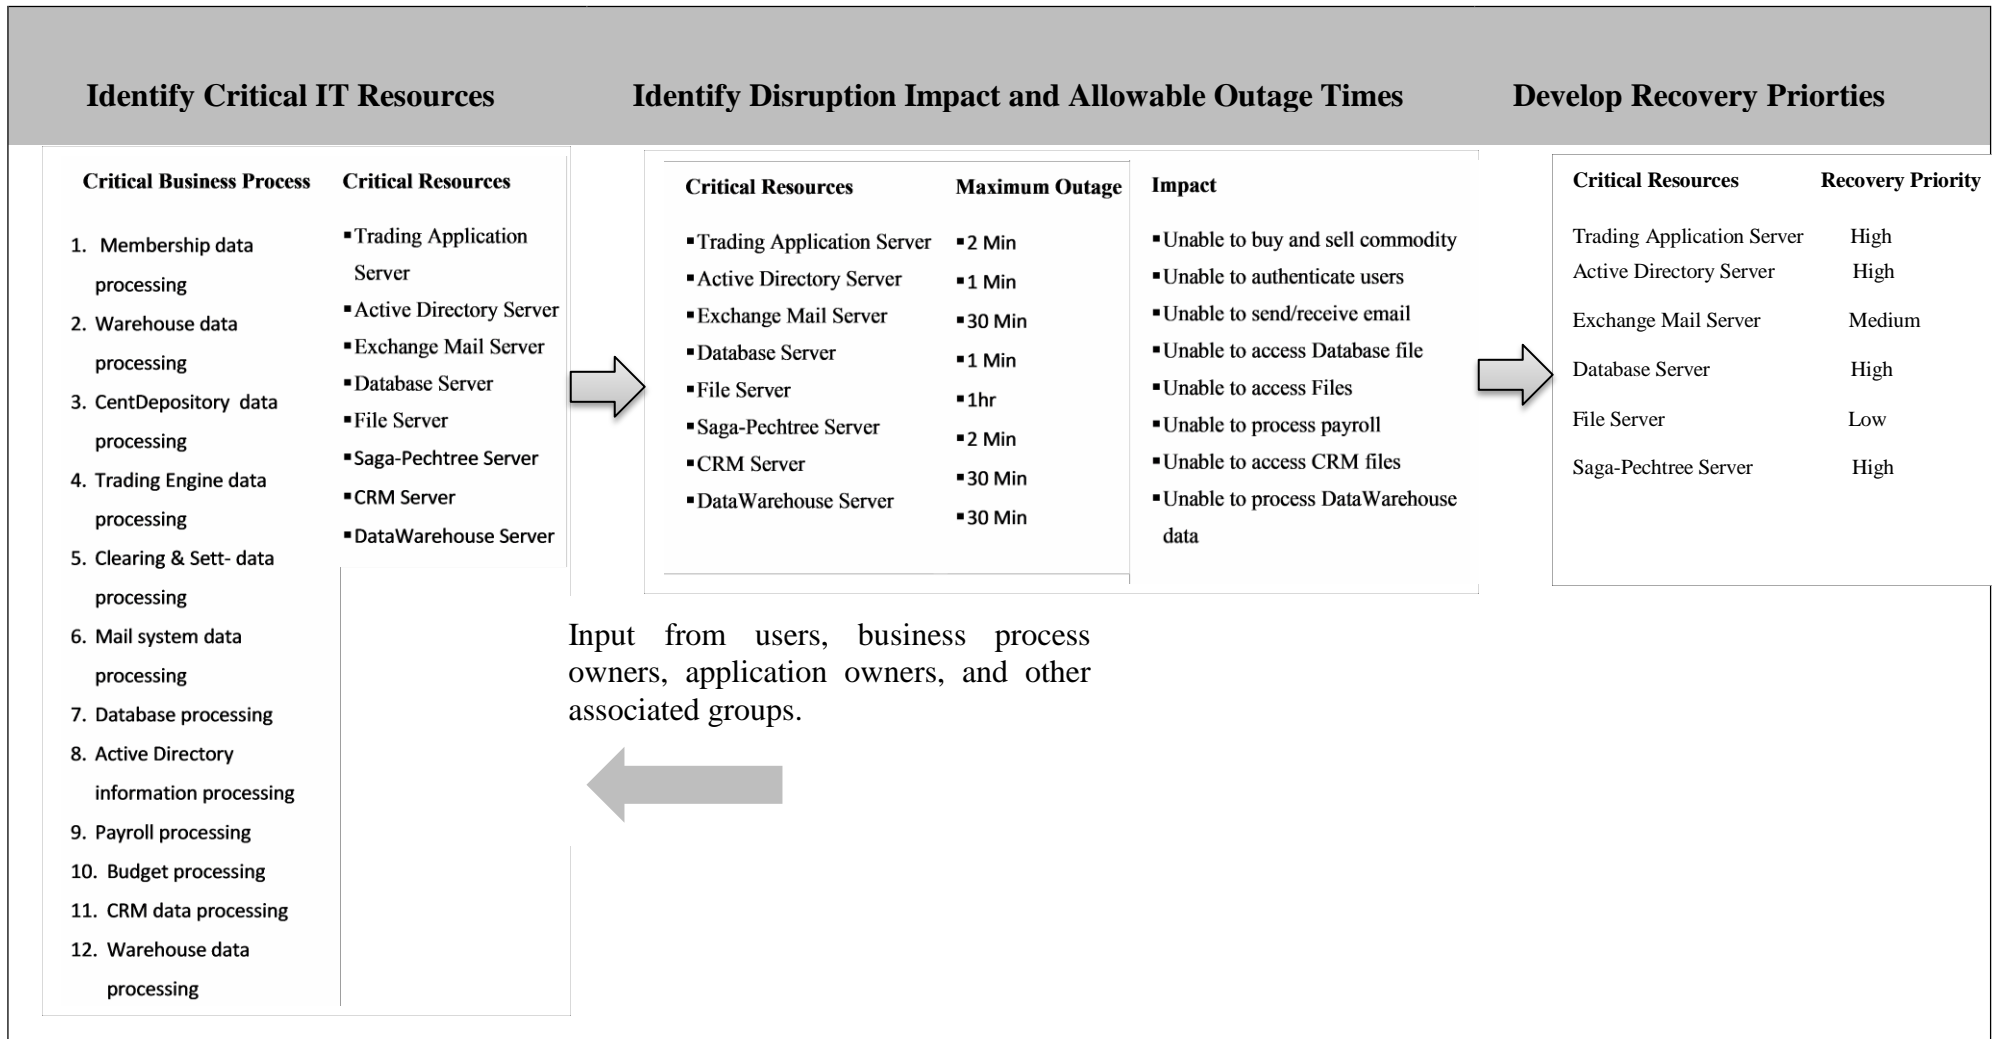 Identify Critical IT Resources
Identify Disruption Impact and Allowable Outage Times
Develop Recovery Priorties
Critical Business Process
1. Membership data
processing
2. Warehouse data
processing
3. CentDepository data
processing
4. Trading Engine data
processing
5. Clearing & Sett- data
processing
6. Mail system data
processing
7. Database processing
8. Active Directory
information processing
9. Payroll processing
10. Budget processing
11. CRM data processing
12. Warehouse data
processing
Critical Resources
▪Trading Application
Server
▪Active Directory Server
▪Exchange Mail Server
▪Database Server
▪File Server
▪Saga-Pechtree Server
▪CRM Server
▪DataWarehouse Server
Critical Resources
▪Trading Application Server
▪Active Directory Server
▪Exchange Mail Server
▪Database Server
▪File Server
▪Saga-Pechtree Server
▪CRM Server
▪DataWarehouse Server
Maximum Outage
▪2 Min
▪1 Min
▪30 Min
▪1 Min
▪1hr
▪2 Min
▪30 Min
▪30 Min
Impact
▪Unable to buy and sell commodity
▪Unable to authenticate users
▪Unable to send/receive email
▪Unable to access Database file
▪Unable to access Files
▪Unable to process payroll
▪Unable to access CRM files
▪Unable to process DataWarehouse
data
Critical Resources Recovery Priority
Trading Application Server High
Active Directory Server High
Exchange Mail Server Medium
Database Server High
File Server Low
Saga-Pechtree Server High
Input from users, business process
owners, application owners, and other
associated groups.